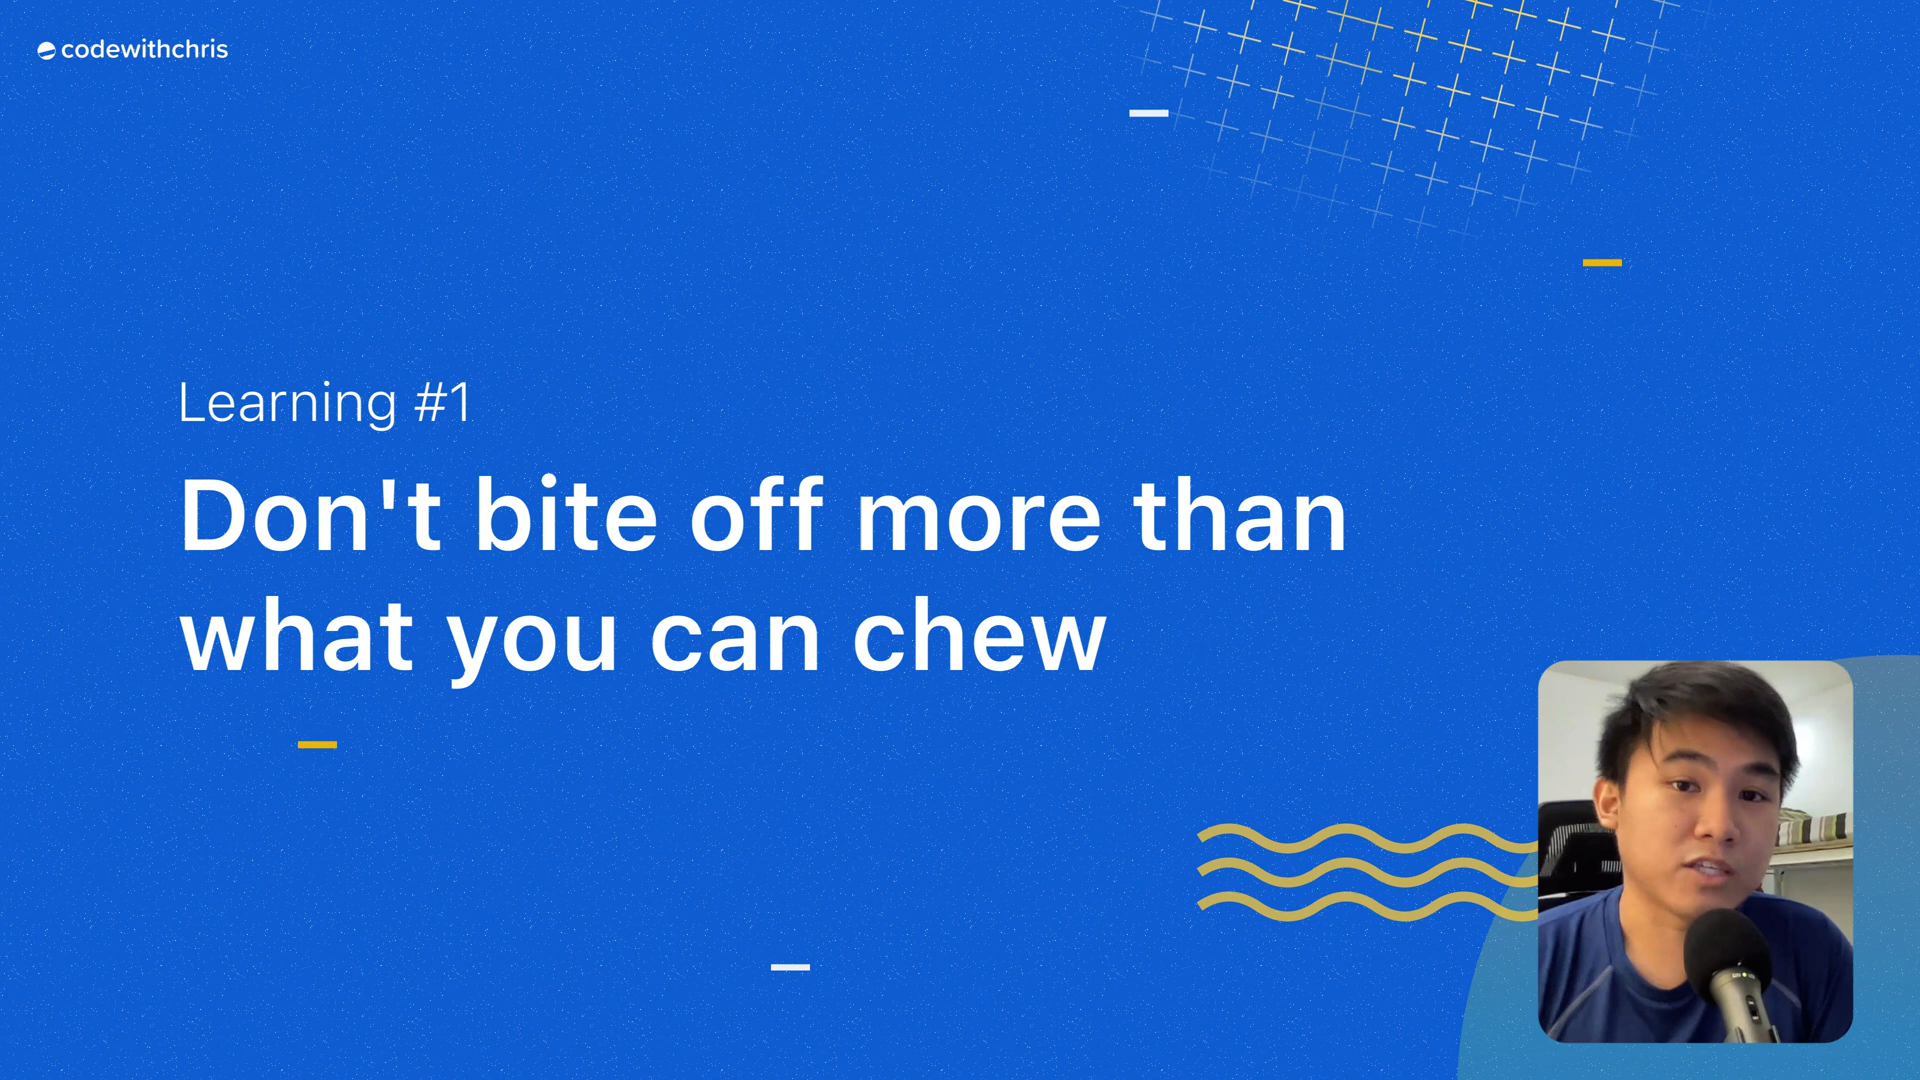 codewithchris
Learning #1
Don't bite off more than
what you can chew